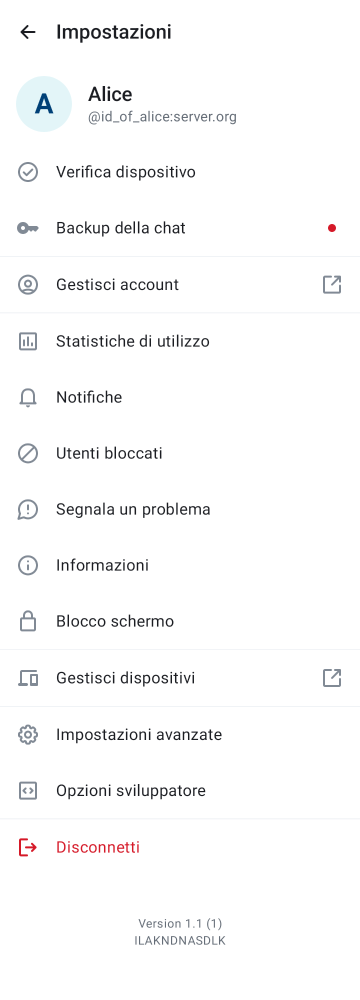 Impostazioni
A
Alice
@id_of_alice:server.org
Verifica dispositivo
Backup della chat
Gestisci account
Statistiche di utilizzo
Notifiche
Utenti bloccati
Segnala un problema
Informazioni
Blocco schermo
Gestisci dispositivi
Impostazioni avanzate
Opzioni sviluppatore
Disconnetti
Version 1.1 (1)
ILAKNDNASDLK